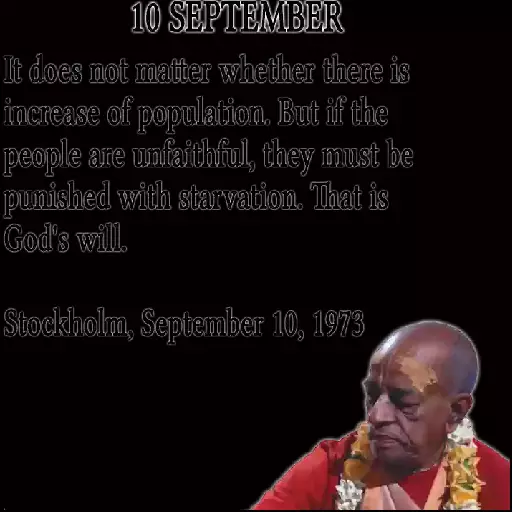 10 SEPTEMBER
It does not matter whether there is
increase of population. But if the
people are unfaithful, they must be
punished with starvation. That is
God's will.
Stockholm, September 10, 1973